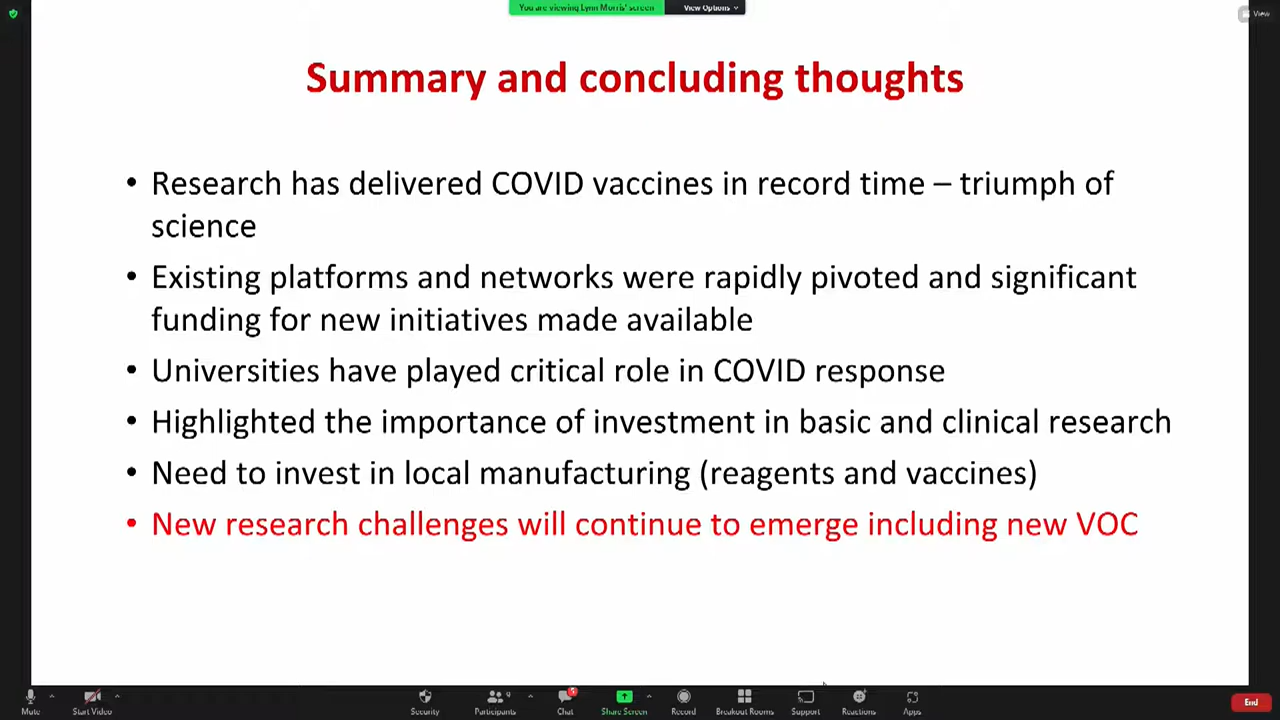 You are viewing Lynn Morris' screen
View Options
View
Summary and concluding thoughts
• Research has delivered COVID vaccines in record time – triumph of
science
• Existing platforms and networks were rapidly pivoted and significant
funding for new initiatives made available
• Universities have played critical role in COVID response
• Highlighted the importance of investment in basic and clinical research
• Need to invest in local manufacturing (reagents and vaccines)
• New research challenges will continue to emerge including new VOC
Mute
Start Video
Security
Participants
9
Chat
5
Share Screen
Record
Breakout Rooms
Support
Reactions
Apps
End